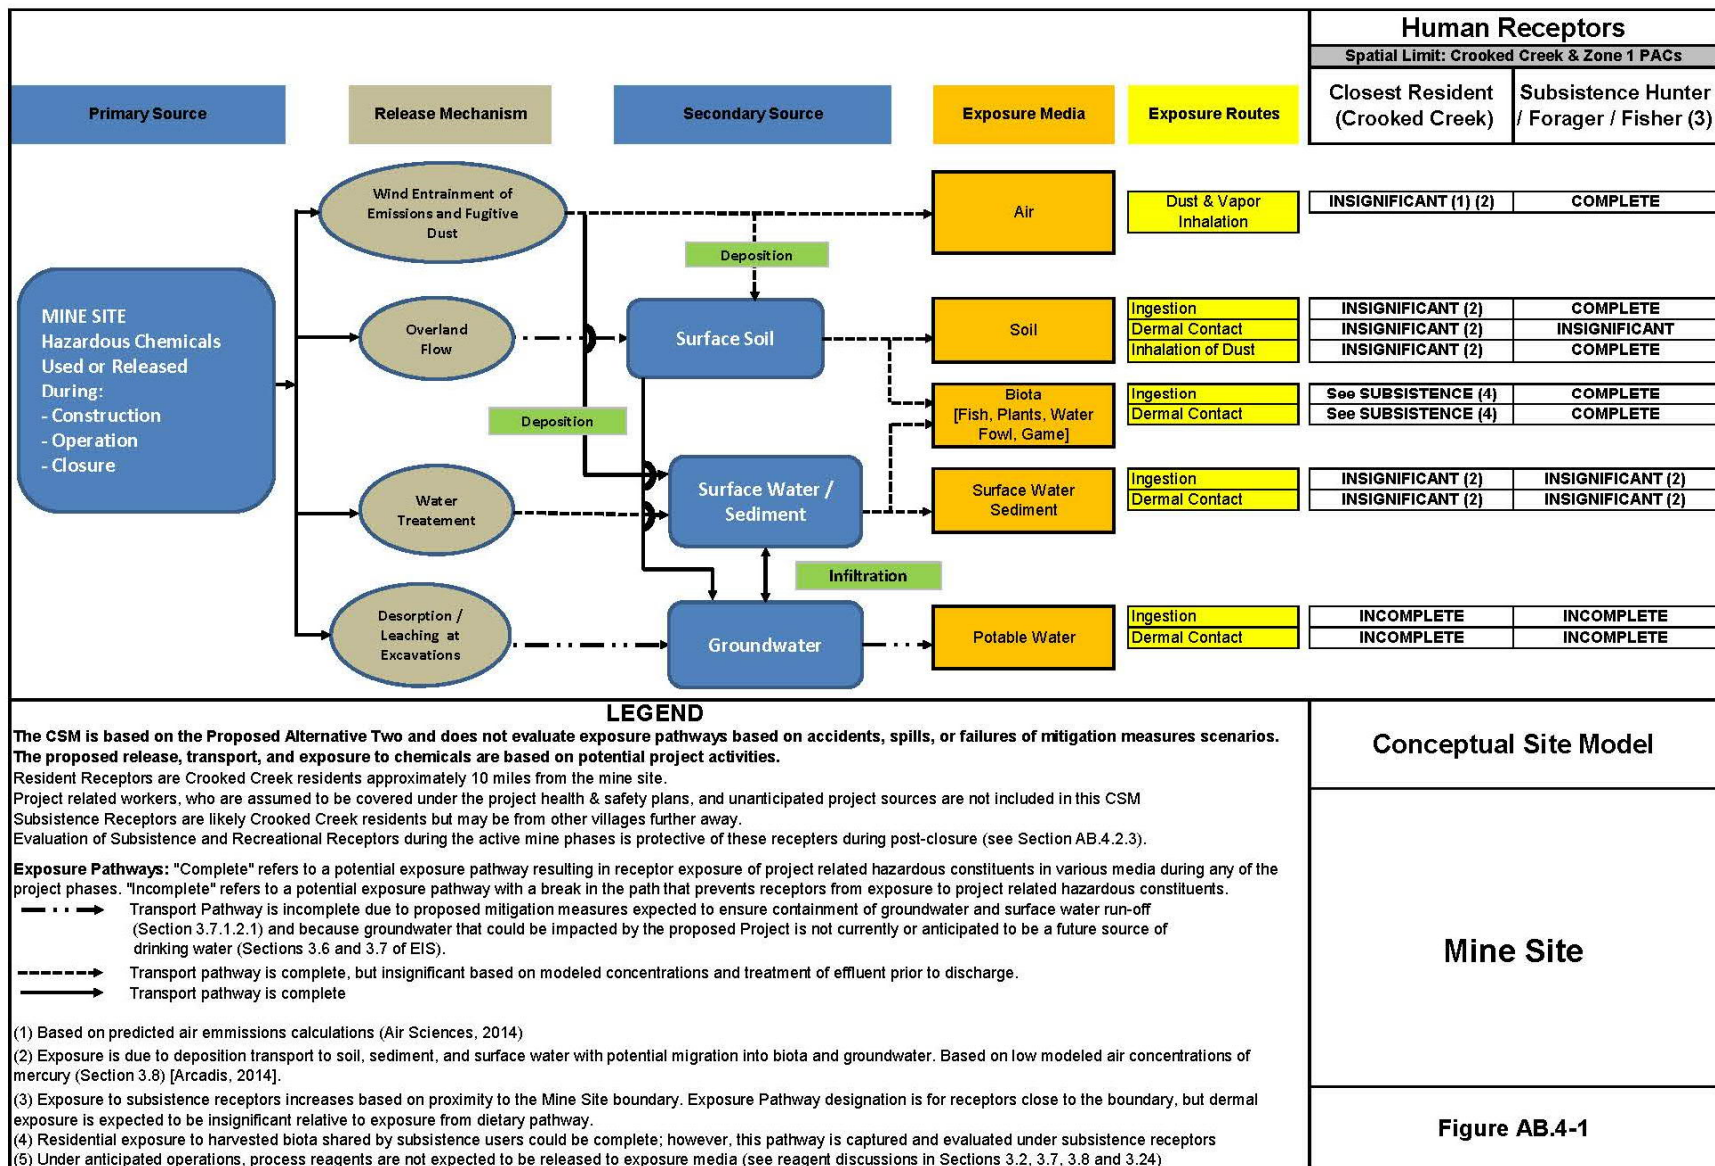 Human Receptors
Spatial Limit: Crooked Creek & Zone 1 PACs
Primary Source
Release Mechanism
Secondary Source
Exposure Media
Exposure Routes
Closest Resident
(Crooked Creek)
Subsistence Hunter
/ Forager / Fisher (3)
Wind Entrainment of
Emissions and Fugitive
Dust
Air
Dust & Vapor
Inhalation
INSIGNIFICANT (1) (2)
COMPLETE
Deposition
MINE SITE
Hazardous Chemicals
Used or Released
During:
- Construction
- Operation
- Closure
Overland
Flow
Surface Soil
Soil
Ingestion
INSIGNIFICANT (2)
COMPLETE
Dermal Contact
INSIGNIFICANT (2)
INSIGNIFICANT
Inhalation of Dust
INSIGNIFICANT (2)
COMPLETE
Deposition
Biota
[Fish, Plants, Water
Fowl, Game]
Ingestion
See SUBSISTENCE (4)
COMPLETE
Dermal Contact
See SUBSISTENCE (4)
COMPLETE
Water
Treatement
Surface Water /
Sediment
Surface Water
Sediment
Ingestion
INSIGNIFICANT (2)
INSIGNIFICANT (2)
Dermal Contact
INSIGNIFICANT (2)
INSIGNIFICANT (2)
Infiltration
Desorption /
Leaching at
Excavations
Groundwater
Potable Water
Ingestion
INCOMPLETE
INCOMPLETE
Dermal Contact
INCOMPLETE
INCOMPLETE
LEGEND
The CSM is based on the Proposed Alternative Two and does not evaluate exposure pathways based on accidents, spills, or failures of mitigation measures scenarios.
The proposed release, transport, and exposure to chemicals are based on potential project activities.
Resident Receptors are Crooked Creek residents approximately 10 miles from the mine site.
Project related workers, who are assumed to be covered under the project health & safety plans, and unanticipated project sources are not included in this CSM
Subsistence Receptors are likely Crooked Creek residents but may be from other villages further away.
Evaluation of Subsistence and Recreational Receptors during the active mine phases is protective of these recepters during post-closure (see Section AB.4.2.3).
Exposure Pathways: "Complete" refers to a potential exposure pathway resulting in receptor exposure of project related hazardous constituents in various media during any of the
project phases. "Incomplete" refers to a potential exposure pathway with a break in the path that prevents receptors from exposure to project related hazardous constituents.
Transport Pathway is incomplete due to proposed mitigation measures expected to ensure containment of groundwater and surface water run-off
(Section 3.7.1.2.1) and because groundwater that could be impacted by the proposed Project is not currently or anticipated to be a future source of
drinking water (Sections 3.6 and 3.7 of EIS).
Transport pathway is complete, but insignificant based on modeled concentrations and treatment of effluent prior to discharge.
Transport pathway is complete
(1) Based on predicted air emmissions calculations (Air Sciences, 2014)
(2) Exposure is due to deposition transport to soil, sediment, and surface water with potential migration into biota and groundwater. Based on low modeled air concentrations of
mercury (Section 3.8) [Arcadis, 2014].
(3) Exposure to subsistence receptors increases based on proximity to the Mine Site boundary. Exposure Pathway designation is for receptors close to the boundary, but dermal
exposure is expected to be insignificant relative to exposure from dietary pathway.
(4) Residential exposure to harvested biota shared by subsistence users could be complete; however, this pathway is captured and evaluated under subsistence receptors
(5) Under anticipated operations, process reagents are not expected to be released to exposure media (see reagent discussions in Sections 3.2, 3.7, 3.8 and 3.24)
Conceptual Site Model
Mine Site
Figure AB.4-1